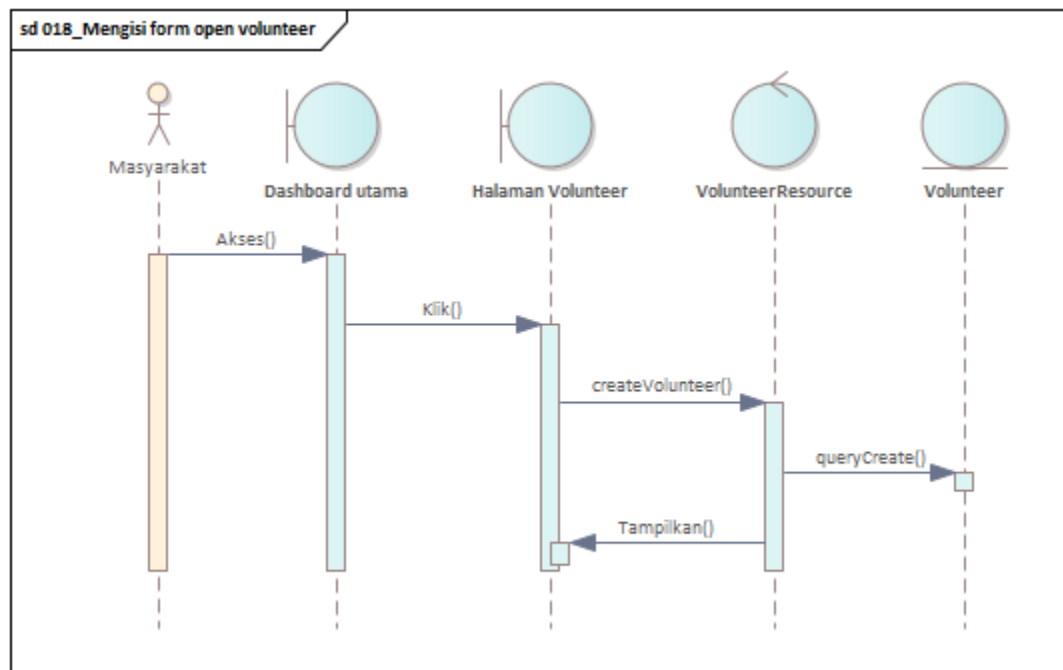 sd 018_Mengisi form open volunteer
Masyarakat
Dashboard utama
Halaman Volunteer
VolunteerResource
Volunteer
Akses()
Klik()
createVolunteer()
queryCreate()
Tampilkan()